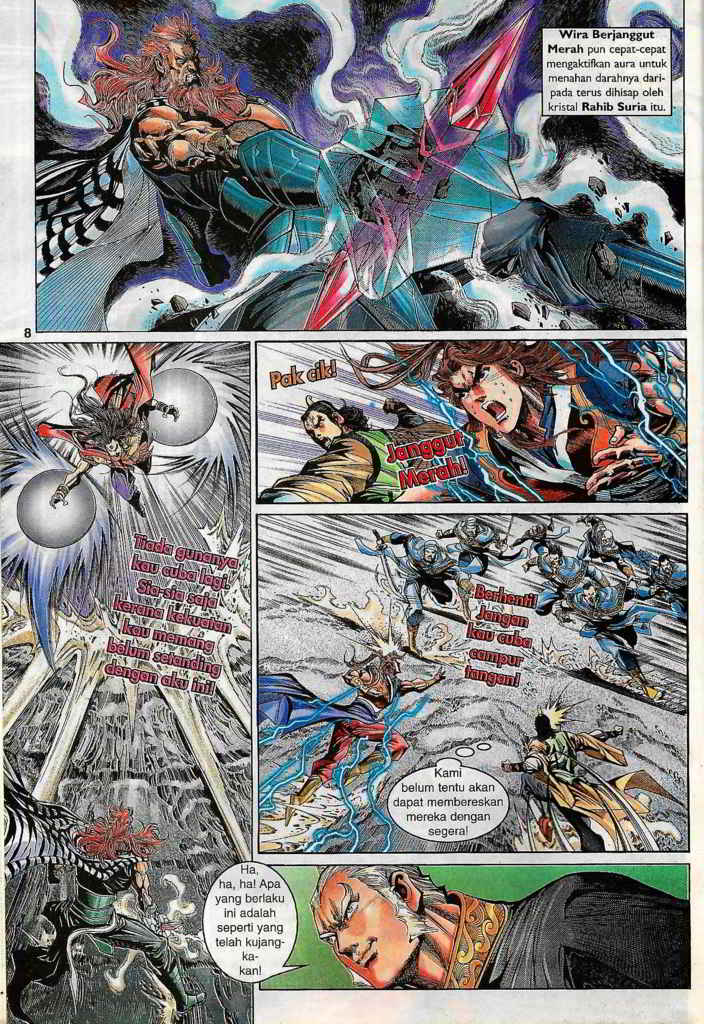 Wira Berjanggut
Merah pun cepat-cepat
mengaktifkan aura untuk
menahan darahnya dari-
pada terus dihisap oleh
kristal Rahib Suria itu.
8
Tiada gunanya
kau cuba lagi!
Sia-sia saja
kerana kekuatan
kau memang
belum setanding
dengan aku ini!
Pak cik!
Janggut
Merah!
Berhenti!
Jangan
kau cuba
campur
tangan!
Kami
belum tentu akan
dapat membereskan
mereka dengan
segera!
Ha,
ha, ha! Apa
yang berlaku
ini adalah
seperti yang
telah kujang-
ka-
kan!